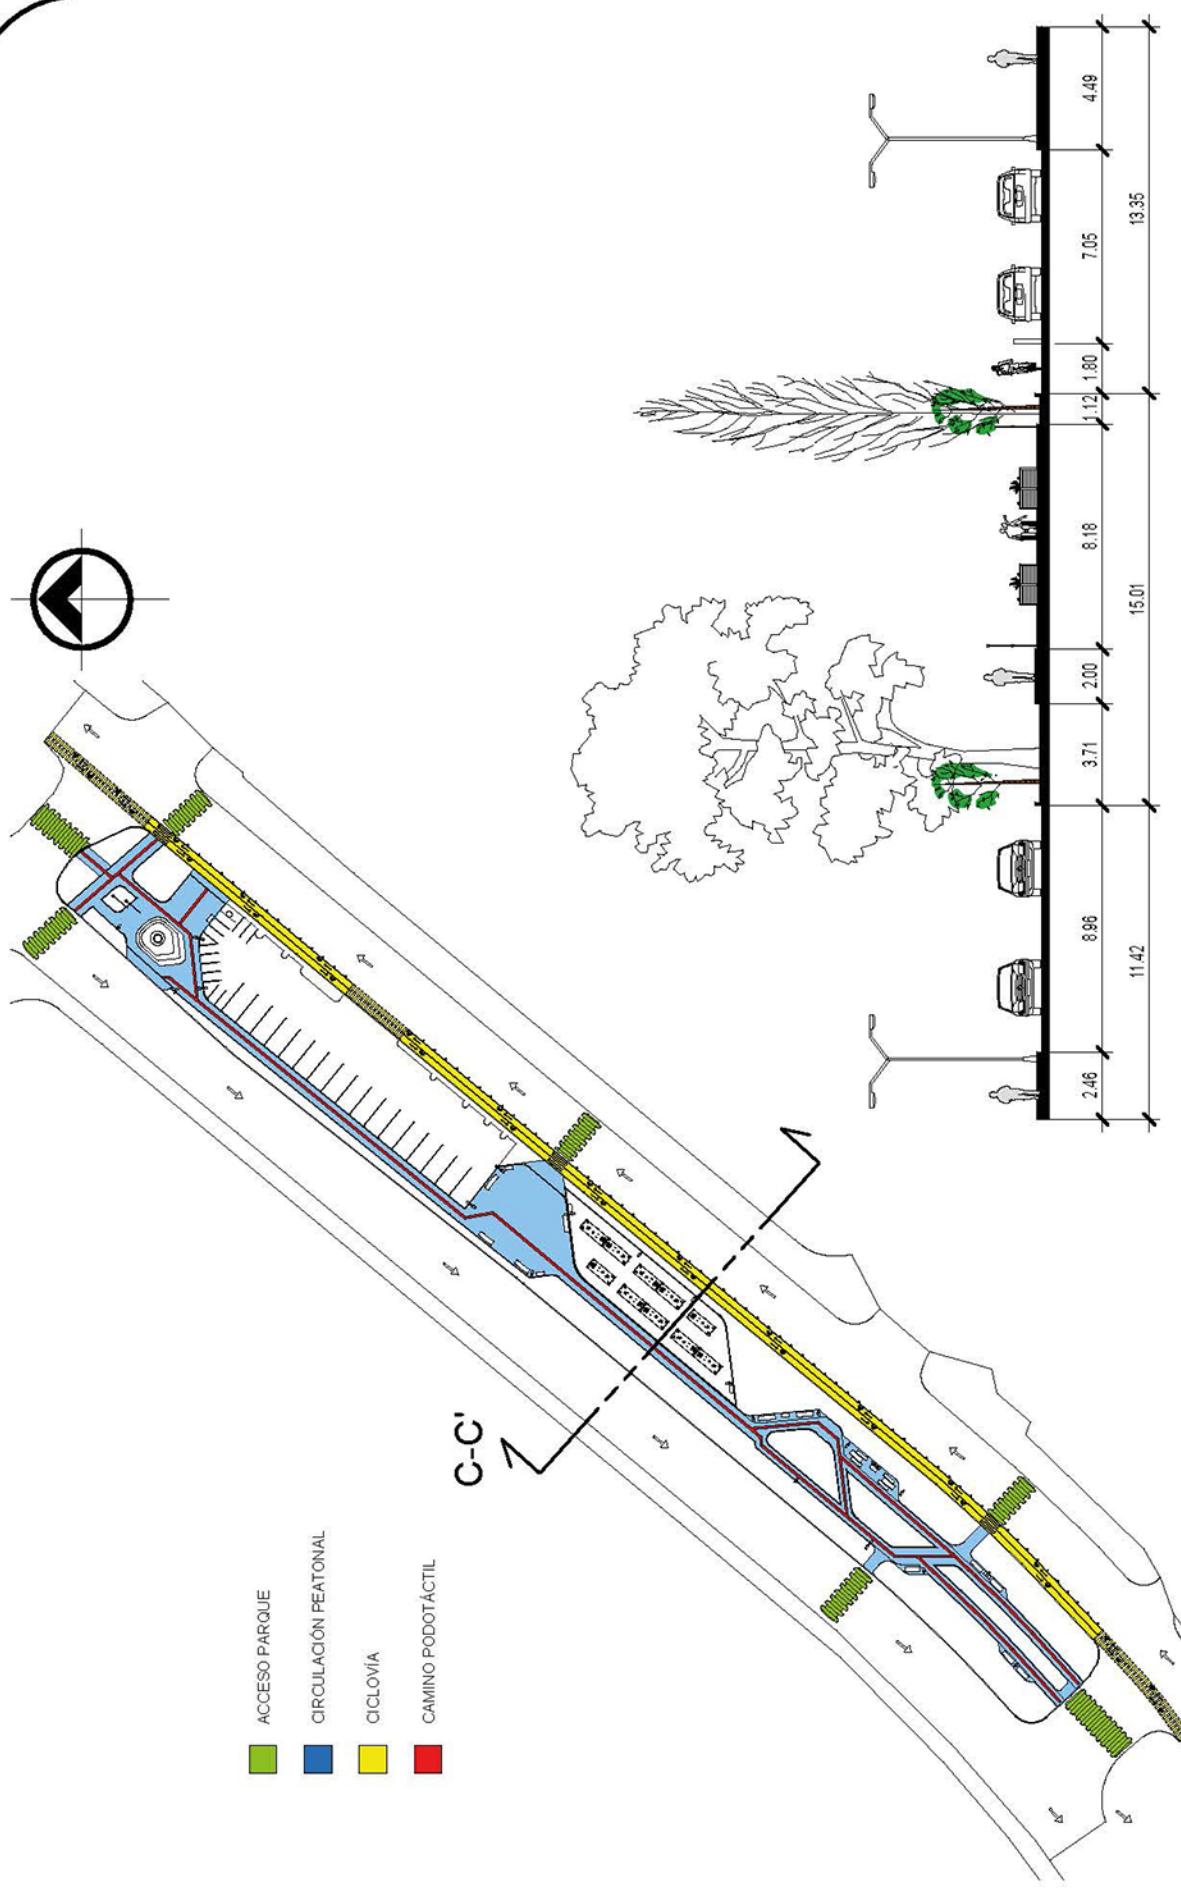 C-C'
ACCESO PARQUE
CIRCULACIÓN PEATONAL
CICLOVÍA
CAMINO PODOTÁCTIL
2.46
8.96
3.71
2.00
8.18
1.12
1.80
7.05
4.49
11.42
15.01
13.35